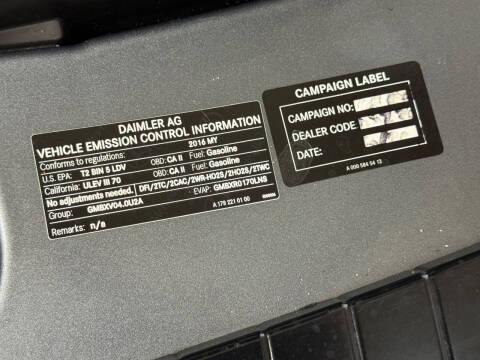 DAIMLER AG
VEHICLE EMISSION CONTROL INFORMATION
Conforms to regulations: 2016 MY
U.S. EPA: T2 BIN 5 LDV OBD: CA II Fuel: Gasoline
California: ULEV III 70 OBD: CA II Fuel: Gasoline
No adjustments needed. DFI/2TC/2CAC/2WR-HO2S/2HO2S/2TWC
Group: GMBXV04.0U2A EVAP: GMBXR0170LNS
Remarks: n/a A 178 221 01 00
CAMPAIGN LABEL
CAMPAIGN NO:
DEALER CODE
DATE:
A 000 584 04 13